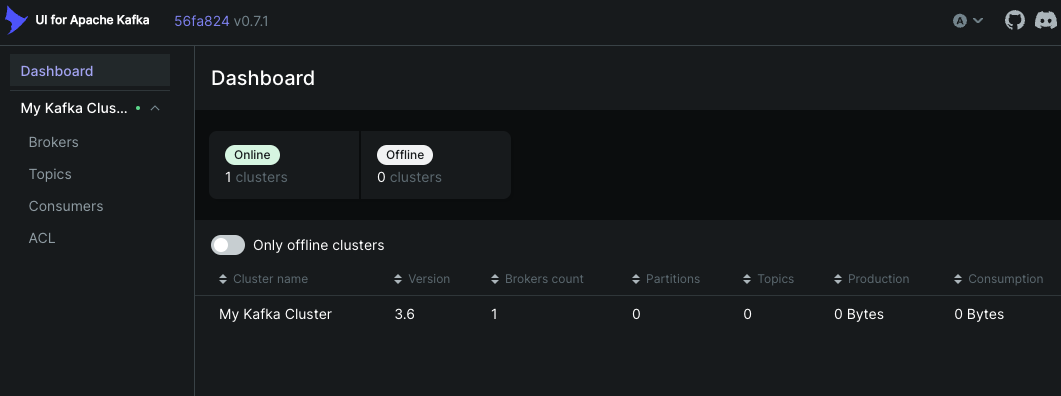 UI for Apache Kafka 56fa824 v0.7.1 A
Dashboard
My Kafka Clus...
Brokers
Topics
Consumers
ACL
Dashboard
Online
1 clusters
Offline
0 clusters
Only offline clusters
Cluster name Version Brokers count Partitions Topics Production Consumption
My Kafka Cluster 3.6 1 0 0 0 Bytes 0 Bytes